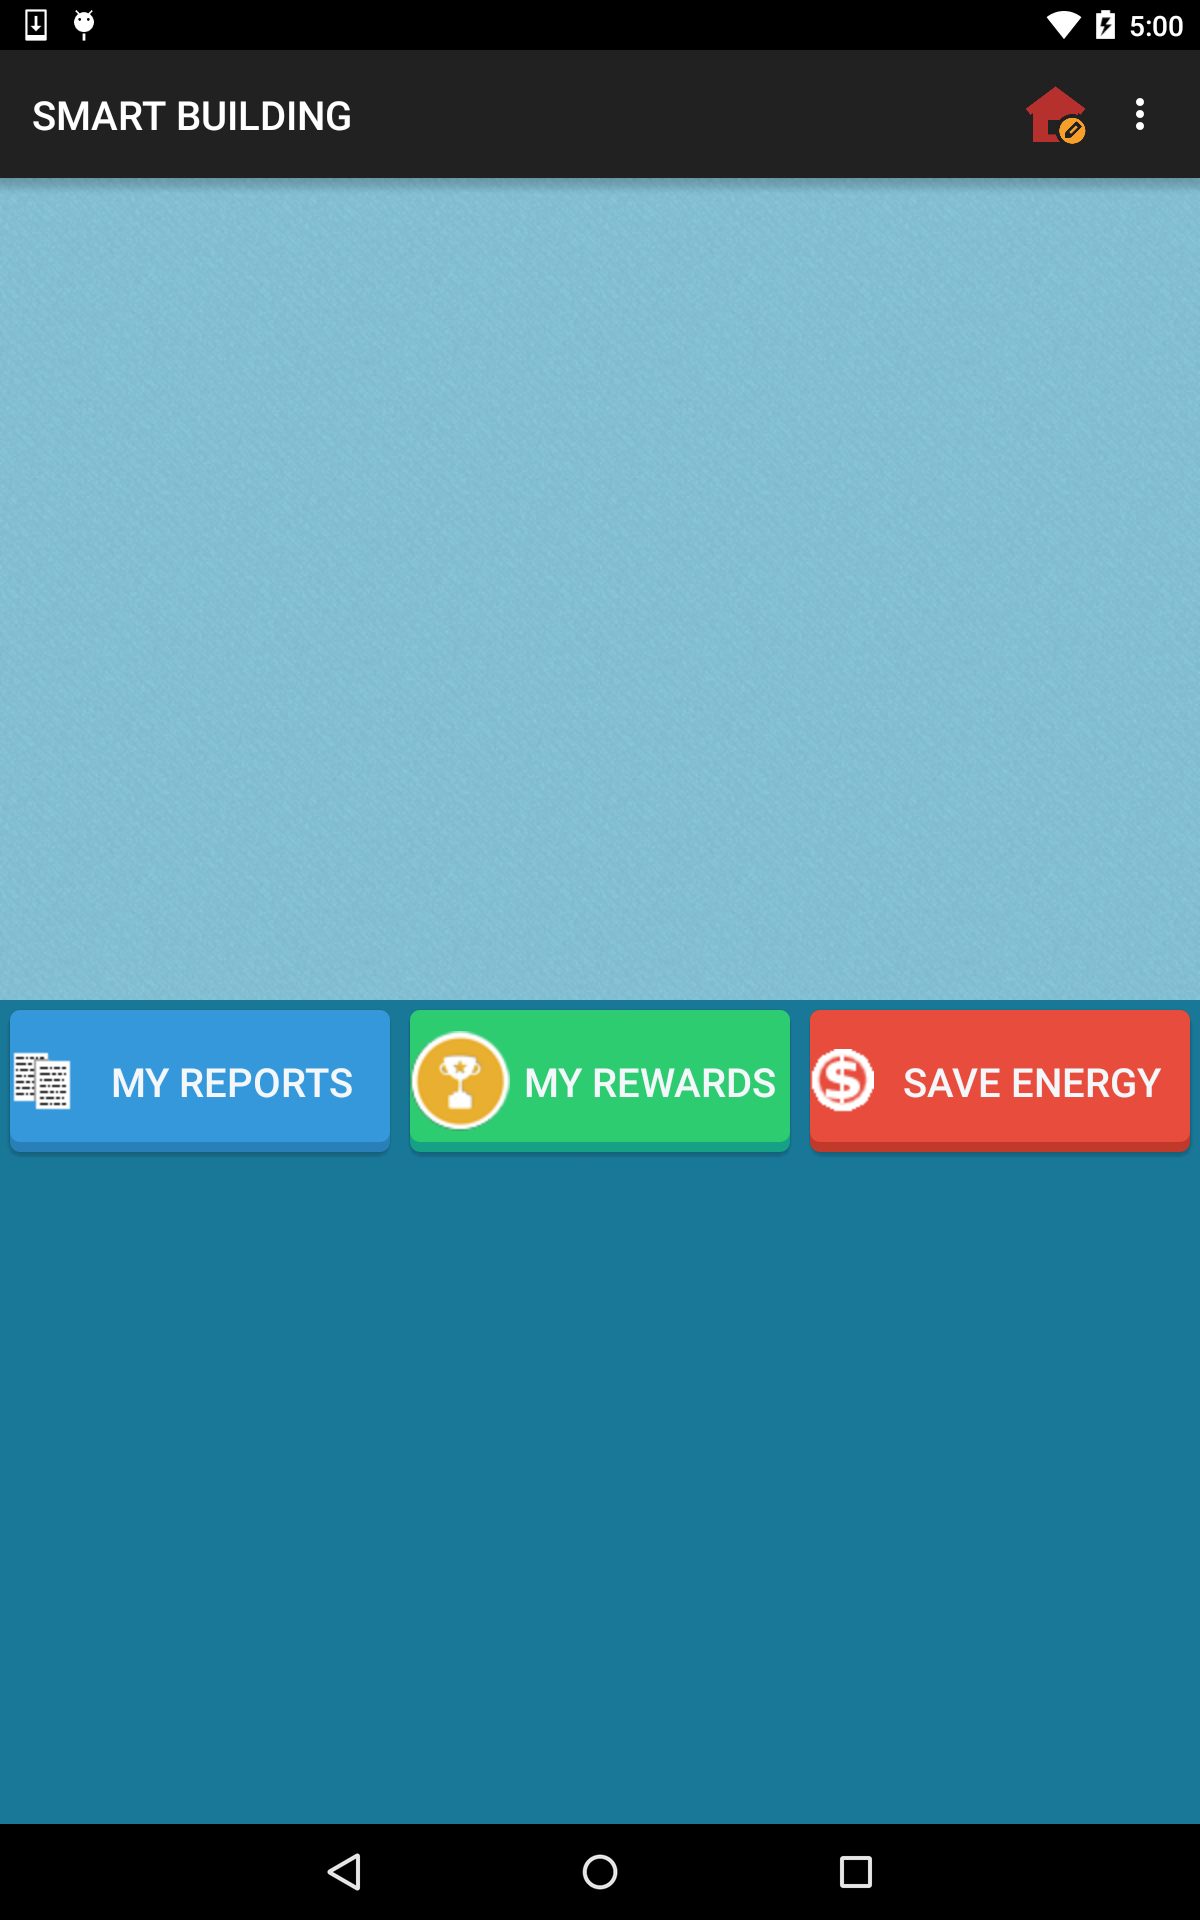 5:00
SMART BUILDING
MY REPORTS
MY REWARDS
SAVE ENERGY